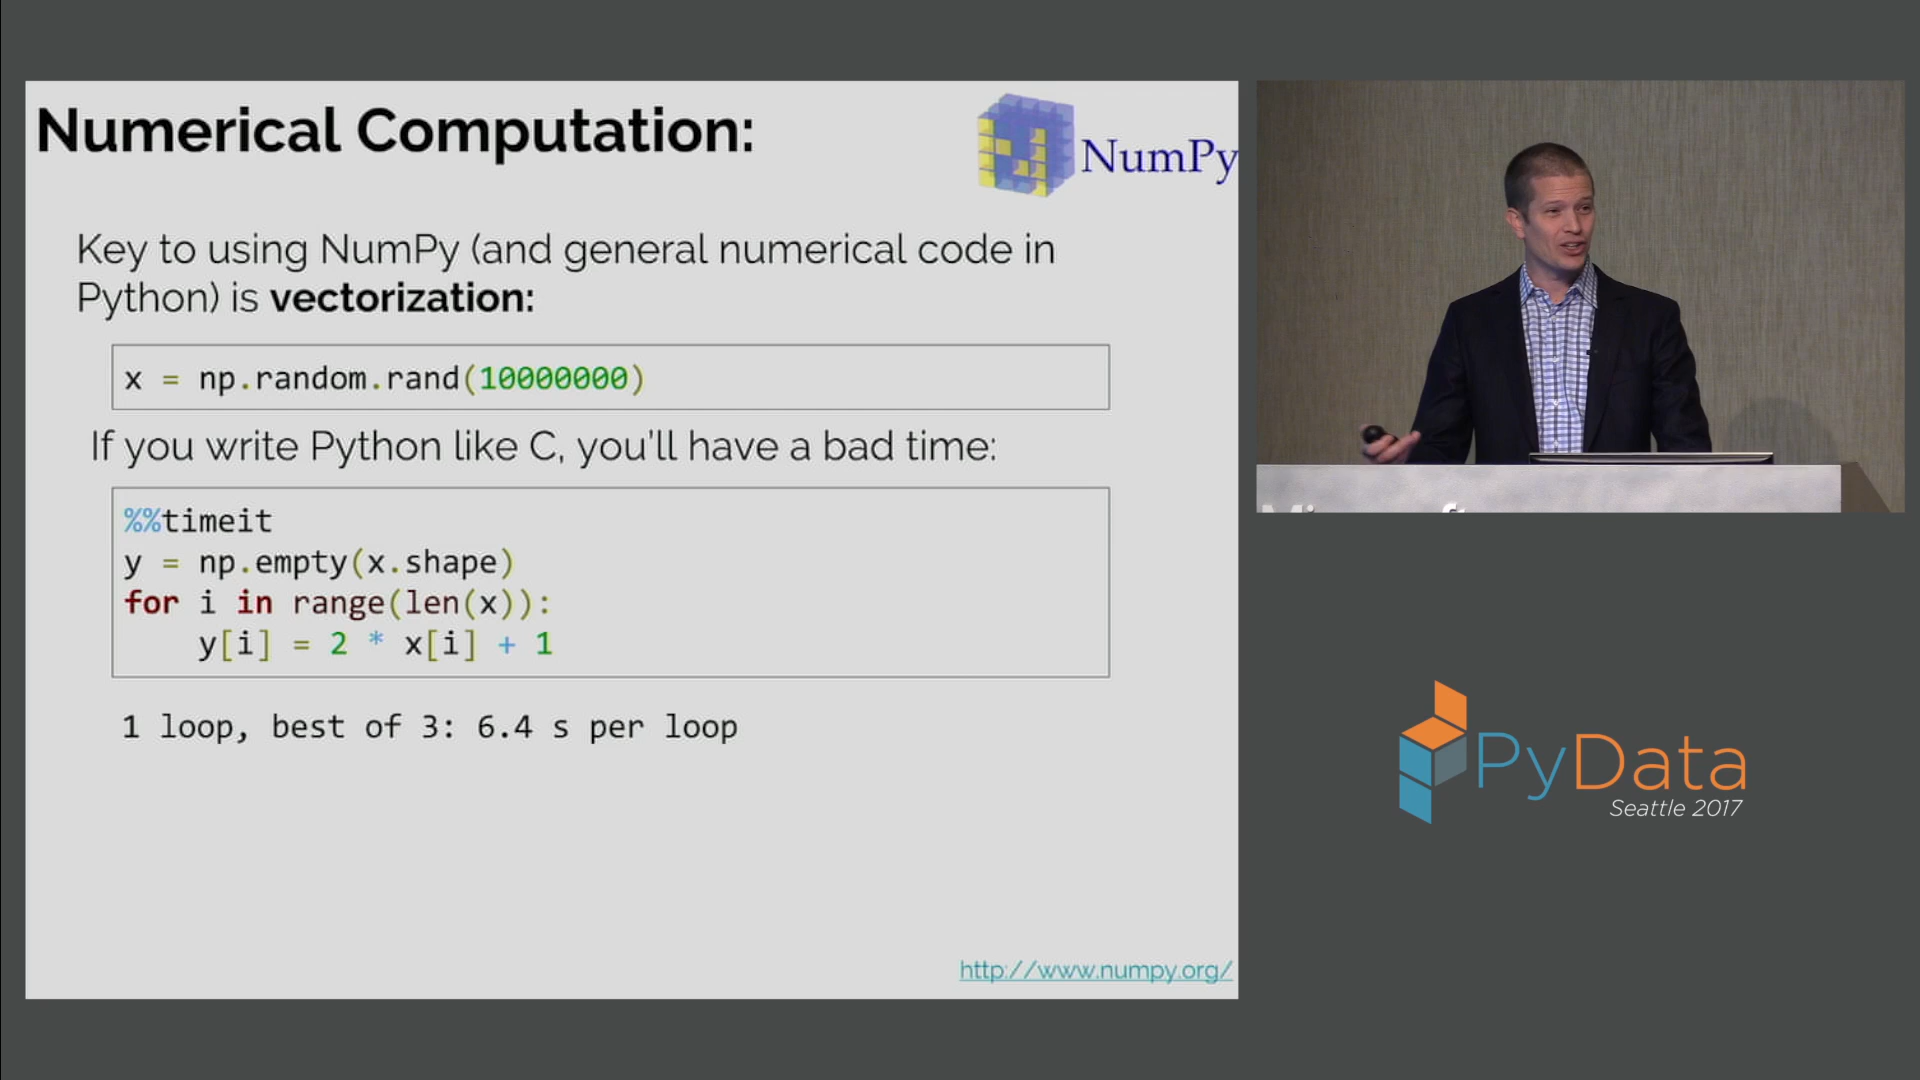 Numerical Computation:
NumPy
Key to using NumPy (and general numerical code in
Python) is vectorization:
x = np.random.rand(10000000)
If you write Python like C, you'll have a bad time:
%%timeit
y = np.empty(x.shape)
for i in range(len(x)):
    y[i] = 2 * x[i] + 1
1 loop, best of 3: 6.4 s per loop
http://www.numpy.org/
PyData
Seattle 2017